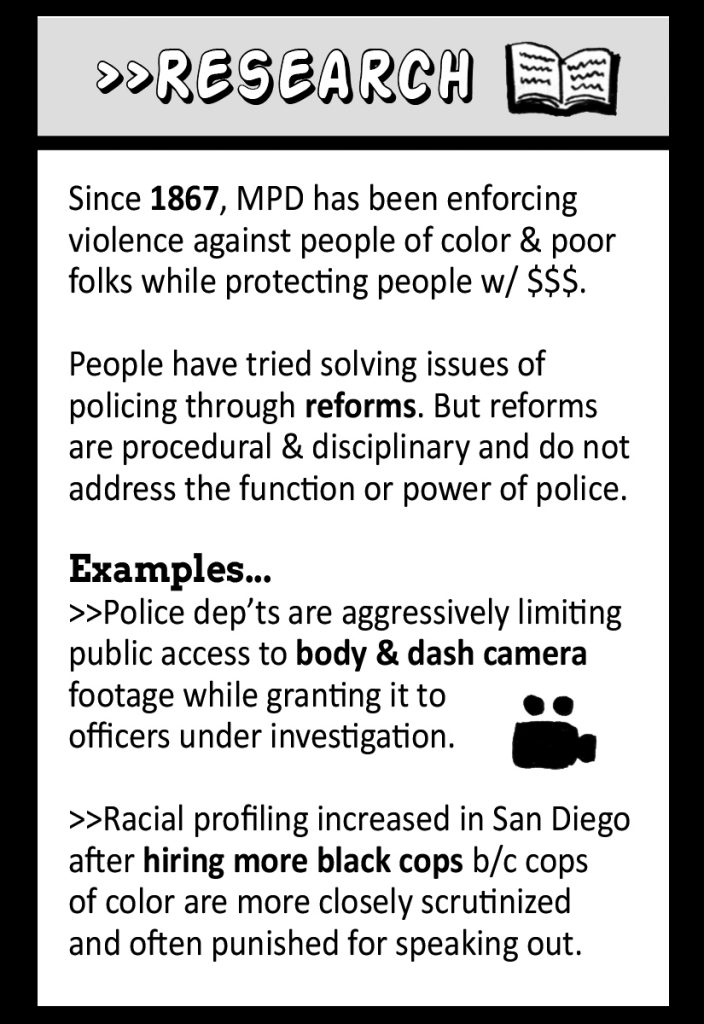 >>RESEARCH
Since 1867, MPD has been enforcing
violence against people of color & poor
folks while protecting people w/ $$$.
People have tried solving issues of
policing through reforms. But reforms
are procedural & disciplinary and do not
address the function or power of police.
Examples...
>>Police dep’ts are aggressively limiting
public access to body & dash camera
footage while granting it to
officers under investigation.
>>Racial profiling increased in San Diego
after hiring more black cops b/c cops
of color are more closely scrutinized
and often punished for speaking out.